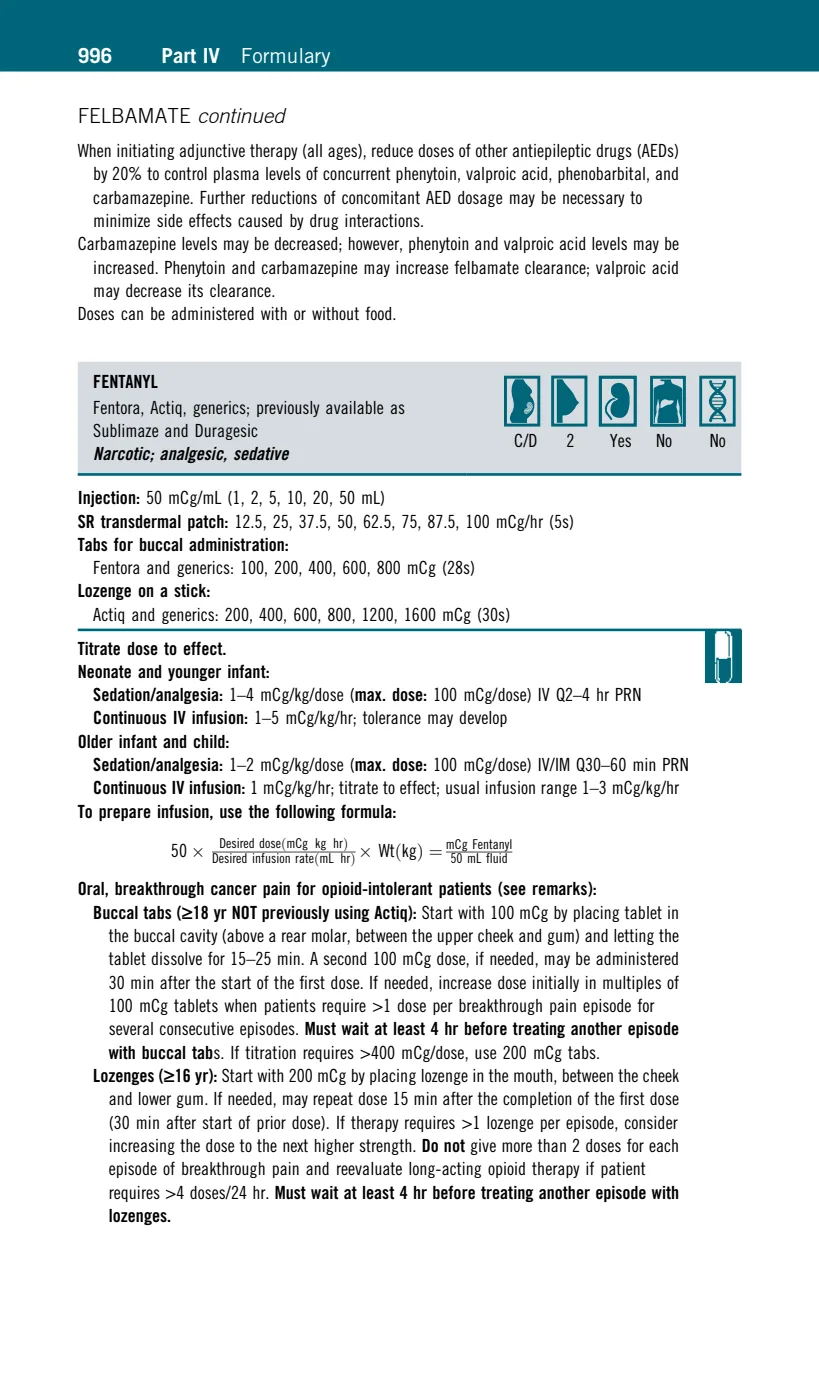 996 Part IV Formulary
FELBAMATE continued
When initiating adjunctive therapy (all ages), reduce doses of other antiepileptic drugs (AEDs)
by 20% to control plasma levels of concurrent phenytoin, valproic acid, phenobarbital, and
carbamazepine. Further reductions of concomitant AED dosage may be necessary to
minimize side effects caused by drug interactions.
Carbamazepine levels may be decreased; however, phenytoin and valproic acid levels may be
increased. Phenytoin and carbamazepine may increase felbamate clearance; valproic acid
may decrease its clearance.
Doses can be administered with or without food.
FENTANYL
Fentora, Actiq, generics; previously available as
Sublimaze and Duragesic
Narcotic; analgesic, sedative
C/D 2 Yes No No
Injection: 50 mCg/mL (1, 2, 5, 10, 20, 50 mL)
SR transdermal patch: 12.5, 25, 37.5, 50, 62.5, 75, 87.5, 100 mCg/hr (5s)
Tabs for buccal administration:
Fentora and generics: 100, 200, 400, 600, 800 mCg (28s)
Lozenge on a stick:
Actiq and generics: 200, 400, 600, 800, 1200, 1600 mCg (30s)
Titrate dose to effect.
Neonate and younger infant:
Sedation/analgesia: 1–4 mCg/kg/dose (max. dose: 100 mCg/dose) IV Q2–4 hr PRN
Continuous IV infusion: 1–5 mCg/kg/hr; tolerance may develop
Older infant and child:
Sedation/analgesia: 1–2 mCg/kg/dose (max. dose: 100 mCg/dose) IV/IM Q30–60 min PRN
Continuous IV infusion: 1 mCg/kg/hr; titrate to effect; usual infusion range 1–3 mCg/kg/hr
To prepare infusion, use the following formula:
50 × Desired dose(mCg kg hr) / Desired infusion rate(mL hr) × Wt(kg) = mCg Fentanyl / 50 mL fluid
Oral, breakthrough cancer pain for opioid-intolerant patients (see remarks):
Buccal tabs (≥18 yr NOT previously using Actiq): Start with 100 mCg by placing tablet in
the buccal cavity (above a rear molar, between the upper cheek and gum) and letting the
tablet dissolve for 15–25 min. A second 100 mCg dose, if needed, may be administered
30 min after the start of the first dose. If needed, increase dose initially in multiples of
100 mCg tablets when patients require >1 dose per breakthrough pain episode for
several consecutive episodes. Must wait at least 4 hr before treating another episode
with buccal tabs. If titration requires >400 mCg/dose, use 200 mCg tabs.
Lozenges (≥16 yr): Start with 200 mCg by placing lozenge in the mouth, between the cheek
and lower gum. If needed, may repeat dose 15 min after the completion of the first dose
(30 min after start of prior dose). If therapy requires >1 lozenge per episode, consider
increasing the dose to the next higher strength. Do not give more than 2 doses for each
episode of breakthrough pain and reevaluate long-acting opioid therapy if patient
requires >4 doses/24 hr. Must wait at least 4 hr before treating another episode with
lozenges.